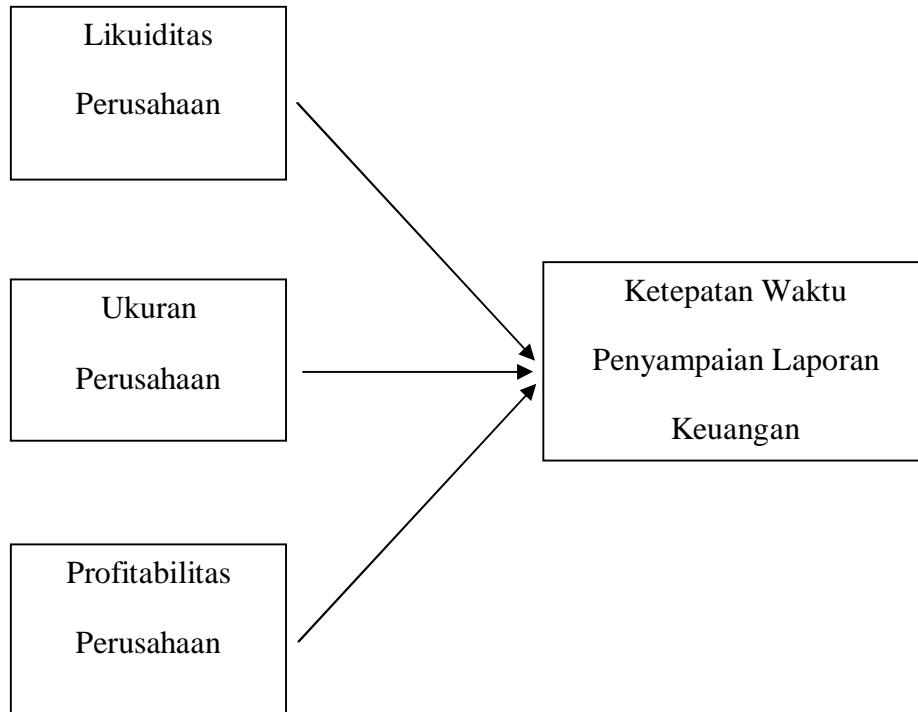 Likuiditas
Perusahaan
Ukuran
Perusahaan
Profitabilitas
Perusahaan
Ketepatan Waktu
Penyampaian Laporan
Keuangan